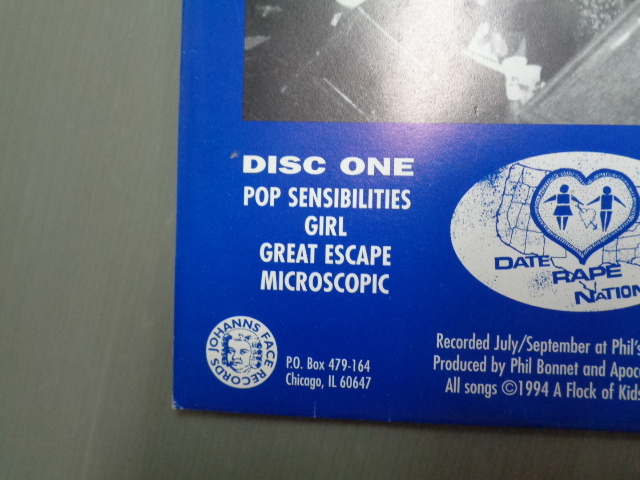 DISC ONE
POP SENSIBILITIES
GIRL
GREAT ESCAPE
MICROSCOPIC
DATE
RAPE
NATION
JOHANNS FACE RECORDS
P.O. Box 479-164
Chicago, IL 60647
Recorded July/September at Phil's
Produced by Phil Bonnet and Apoc
All songs ©1994 A Flock of Kids